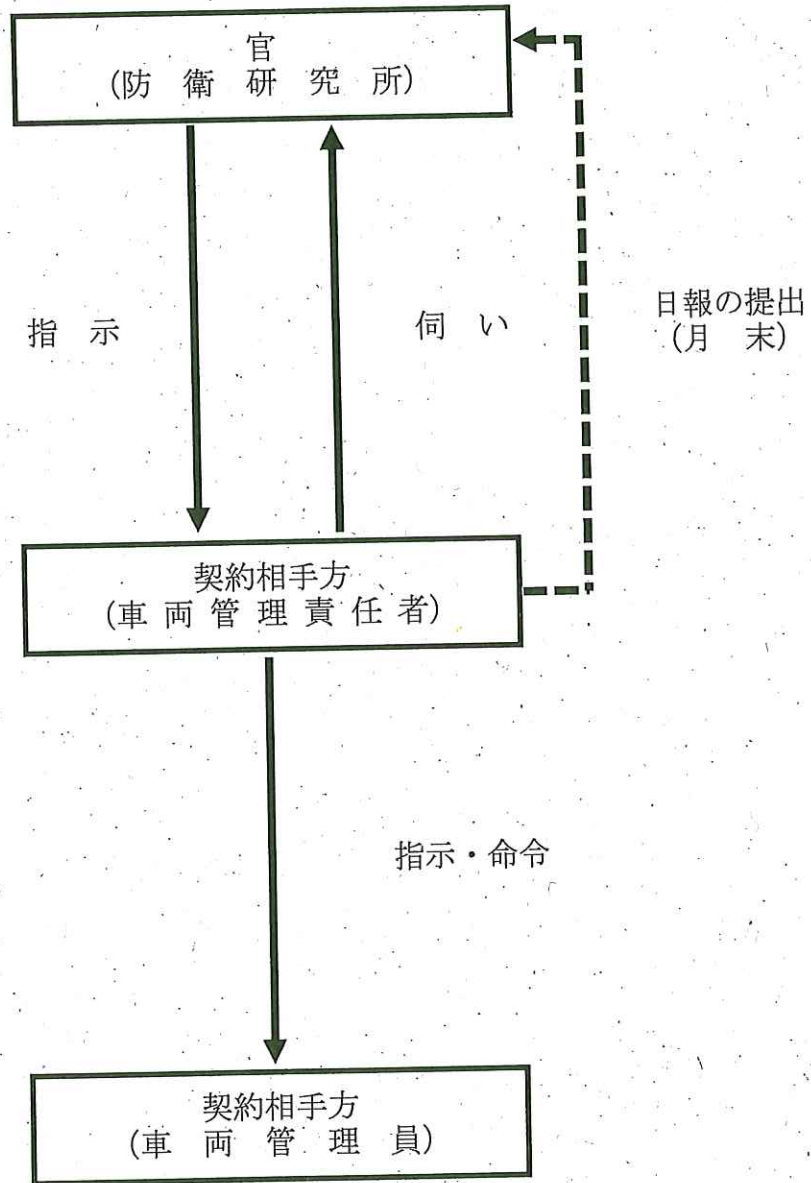 官
(防 衛 研 究 所)
指 示
伺 い
日報の提出
(月 末)
契約相手方
(車 両 管 理 責 任 者)
指示・命令
契約相手方
(車 両 管 理 員)